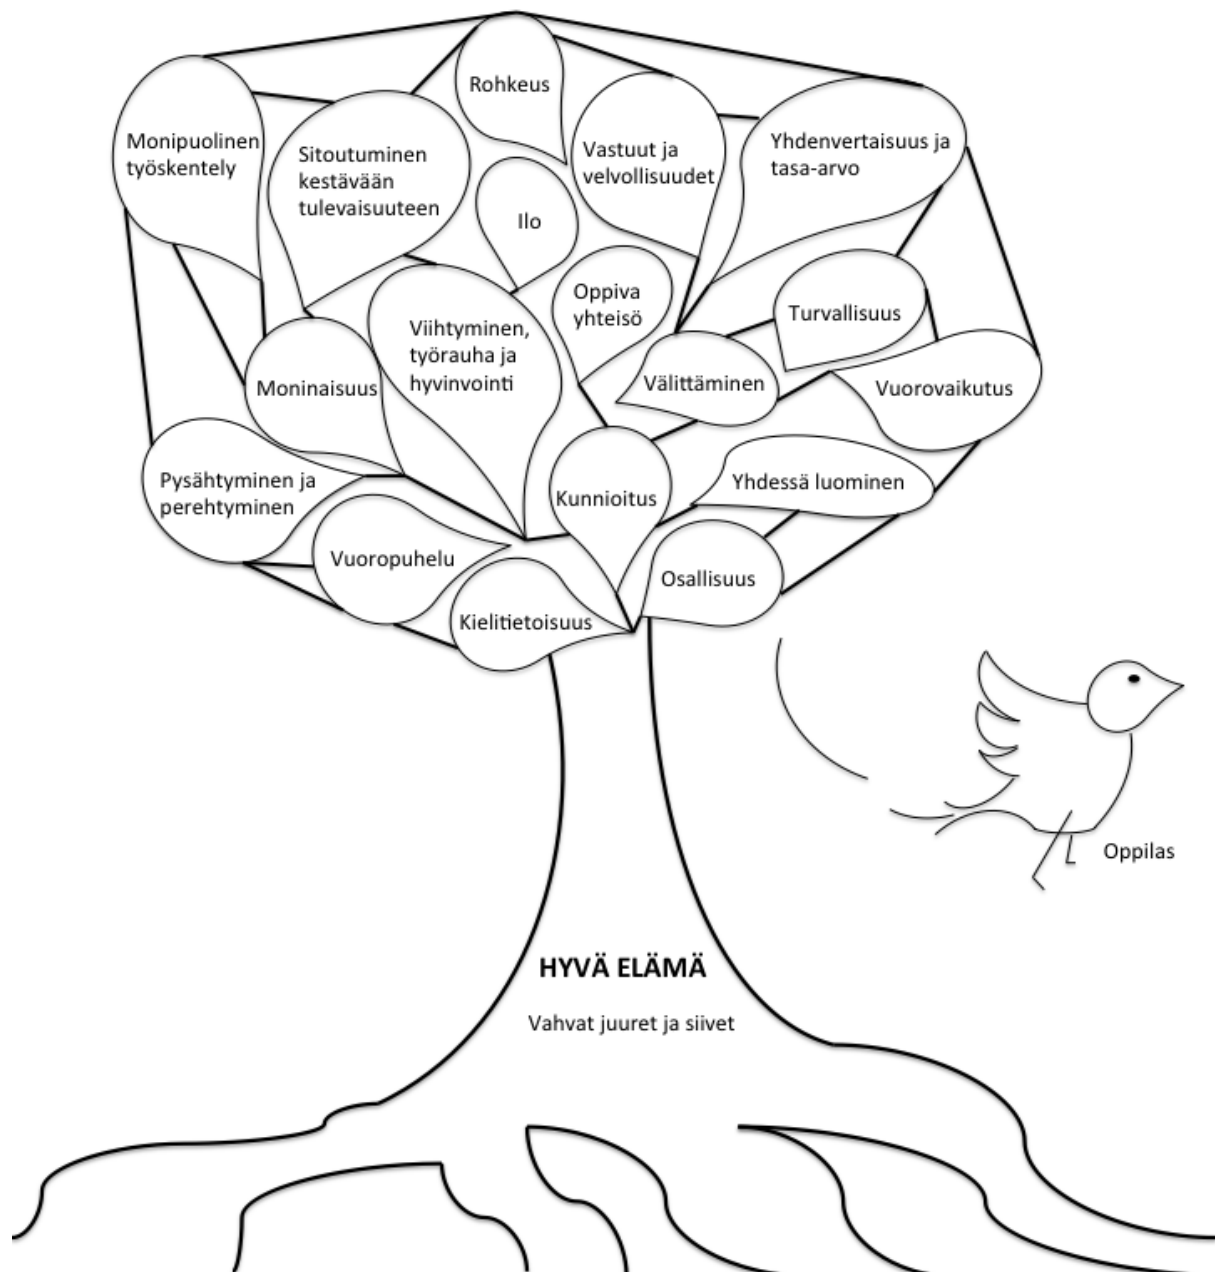 Rohkeus
Monipuolinen
työskentely
Sitoutuminen
kestävään
tulevaisuuteen
Vastuut ja
velvollisuudet
Yhdenvertaisuus ja
tasa-arvo
Ilo
Oppiva
yhteisö
Turvallisuus
Viihtyminen,
työrauha ja
hyvinvointi
Moninaisuus
Välittäminen
Vuorovaikutus
Pysähtyminen ja
perehtyminen
Kunnioitus
Yhdessä luominen
Vuoropuhelu
Osallisuus
Kielitietoisuus
Oppilas
HYVÄ ELÄMÄ
Vahvat juuret ja siivet